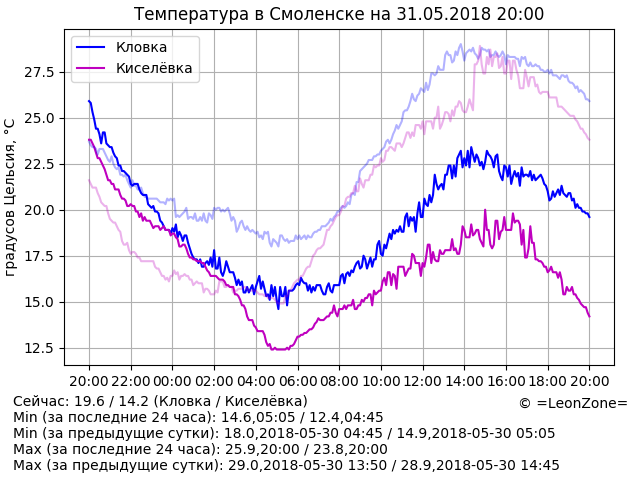 Температура в Смоленске на 31.05.2018 20:00
Кловка
Киселёвка
градусов Цельсия, °C
27.5
25.0
22.5
20.0
17.5
15.0
12.5
20:00 22:00 00:00 02:00 04:00 06:00 08:00 10:00 12:00 14:00 16:00 18:00 20:00
Сейчас: 19.6 / 14.2 (Кловка / Киселёвка)
© =LeonZone=
Min (за последние 24 часа): 14.6,05:05 / 12.4,04:45
Min (за предыдущие сутки): 18.0,2018-05-30 04:45 / 14.9,2018-05-30 05:05
Max (за последние 24 часа): 25.9,20:00 / 23.8,20:00
Max (за предыдущие сутки): 29.0,2018-05-30 13:50 / 28.9,2018-05-30 14:45